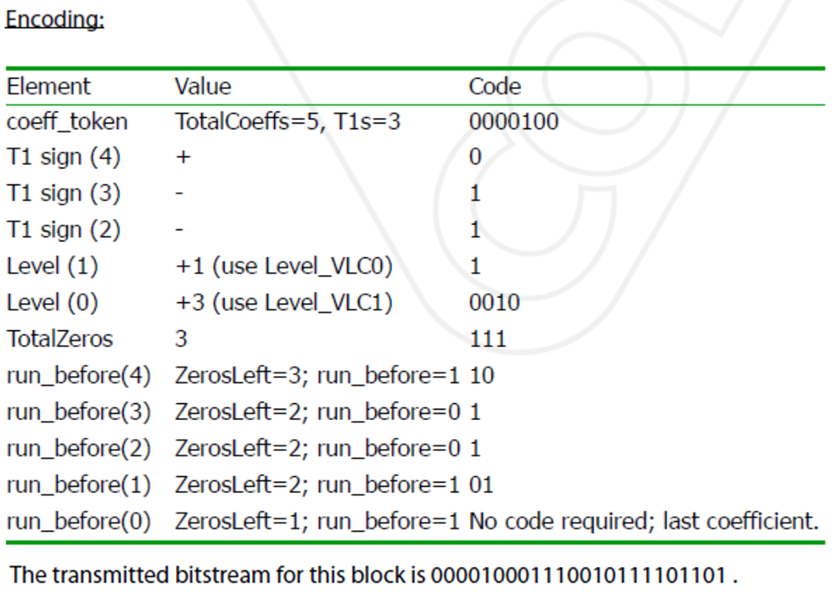 Encoding:
Element Value Code
coeff_token TotalCoeffs=5, T1s=3 0000100
T1 sign (4) + 0
T1 sign (3) - 1
T1 sign (2) - 1
Level (1) +1 (use Level_VLC0) 1
Level (0) +3 (use Level_VLC1) 0010
TotalZeros 3 111
run_before(4) ZerosLeft=3; run_before=1 10
run_before(3) ZerosLeft=2; run_before=0 1
run_before(2) ZerosLeft=2; run_before=0 1
run_before(1) ZerosLeft=2; run_before=1 01
run_before(0) ZerosLeft=1; run_before=1 No code required; last coefficient.
The transmitted bitstream for this block is 000010001110010111101101 .